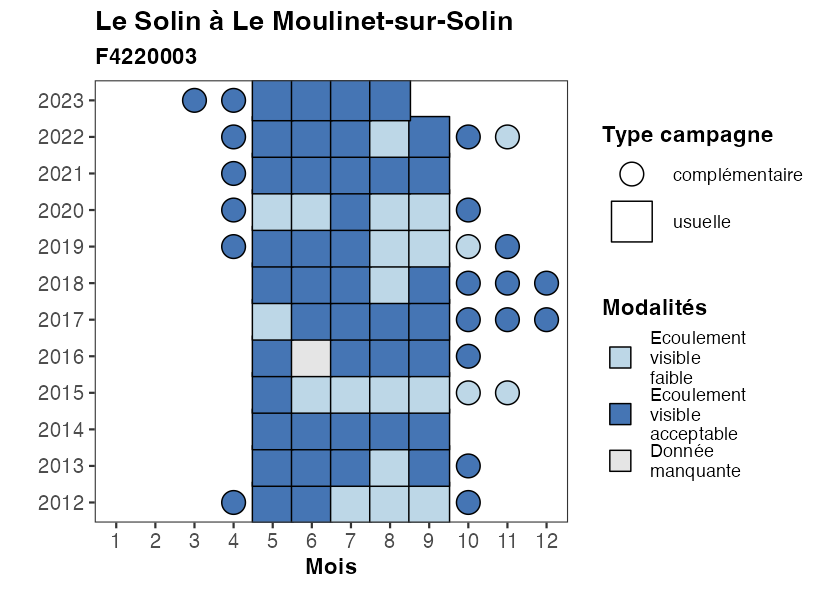 Le Solin à Le Moulinet-sur-Solin
F4220003
2023
2022
2021
2020
2019
2018
2017
2016
2015
2014
2013
2012
1 2 3 4 5 6 7 8 9 10 11 12
Mois
Type campagne
complémentaire
usuelle
Modalités
Ecoulement
visible
faible
Ecoulement
visible
acceptable
Donnée
manquante